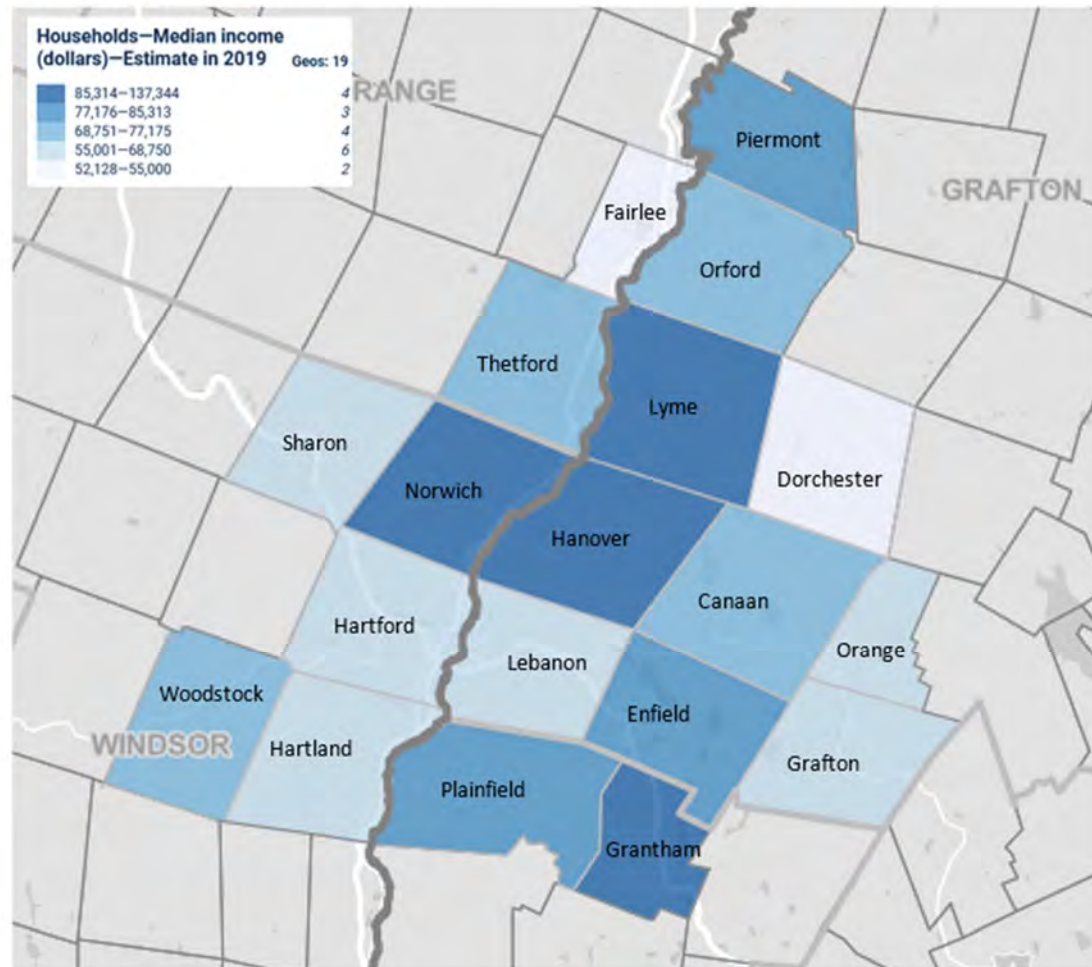 Households—Median income
(dollars)—Estimate in 2019 Geos: 19
85,314—137,344 4
77,176—85,313 3
68,751—77,175 4
55,001—68,750 6
52,128—55,000 2
RANGE
Piermont
GRAFTON
Fairlee
Orford
Thetford
Lyme
Sharon
Dorchester
Norwich
Hanover
Canaan
Hartford
Orange
Lebanon
Woodstock
Enfield
WINDSOR
Hartland
Grafton
Plainfield
Grantham